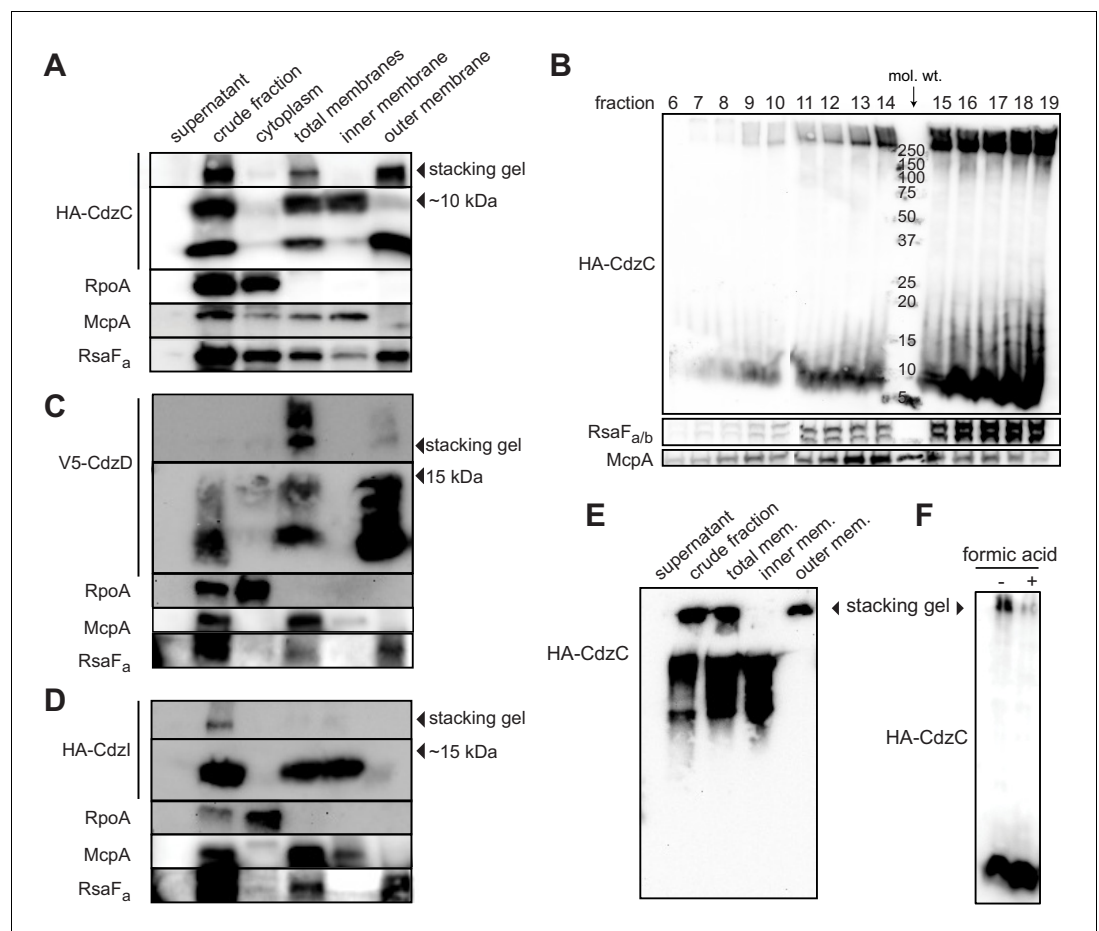 A
supernatant
crude fraction
cytoplasm
total membranes
inner membrane
outer membrane
HA-CdzC
stacking gel
~10 kDa
RpoA
McpA
RsaFa
B
mol. wt.
fraction 6 7 8 9 10 11 12 13 14 15 16 17 18 19
HA-CdzC
250
150
100
75
50
37
25
20
15
10
5
RsaFa/b
McpA
C
V5-CdzD
stacking gel
15 kDa
RpoA
McpA
RsaFa
D
HA-CdzI
stacking gel
~15 kDa
RpoA
McpA
RsaFa
E
supernatant
crude fraction
total mem.
inner mem.
outer mem.
HA-CdzC
stacking gel
F
formic acid
- +
HA-CdzC